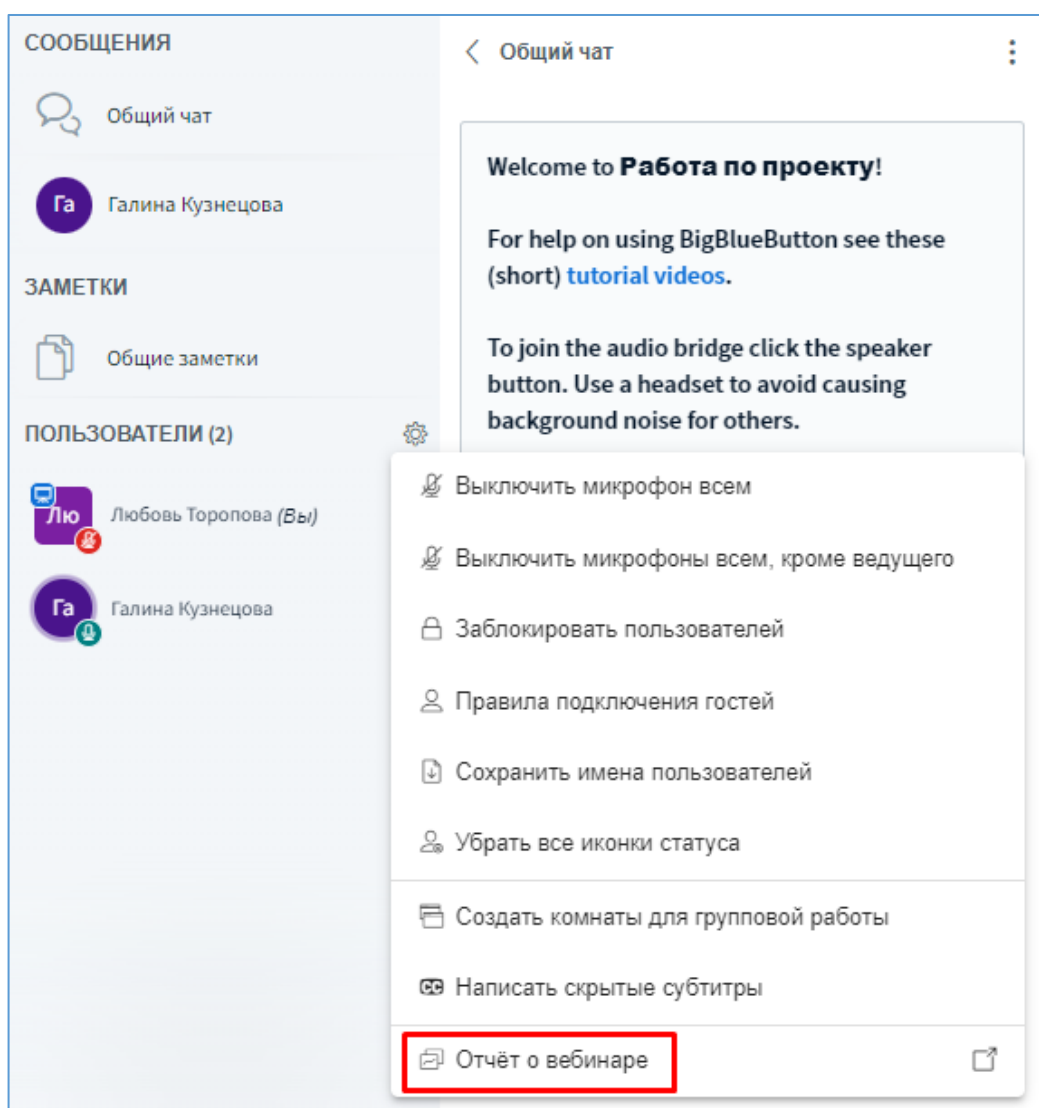 СООБЩЕНИЯ
Общий чат
Га
Галина Кузнецова
ЗАМЕТКИ
Общие заметки
ПОЛЬЗОВАТЕЛИ (2)
Лю
Любовь Торопова (Вы)
Га
Галина Кузнецова
Общий чат
Welcome to Работа по проекту!
For help on using BigBlueButton see these
(short) tutorial videos.
To join the audio bridge click the speaker
button. Use a headset to avoid causing
background noise for others.
Выключить микрофон всем
Выключить микрофоны всем, кроме ведущего
Заблокировать пользователей
Правила подключения гостей
Сохранить имена пользователей
Убрать все иконки статуса
Создать комнаты для групповой работы
Написать скрытые субтитры
Отчёт о вебинаре